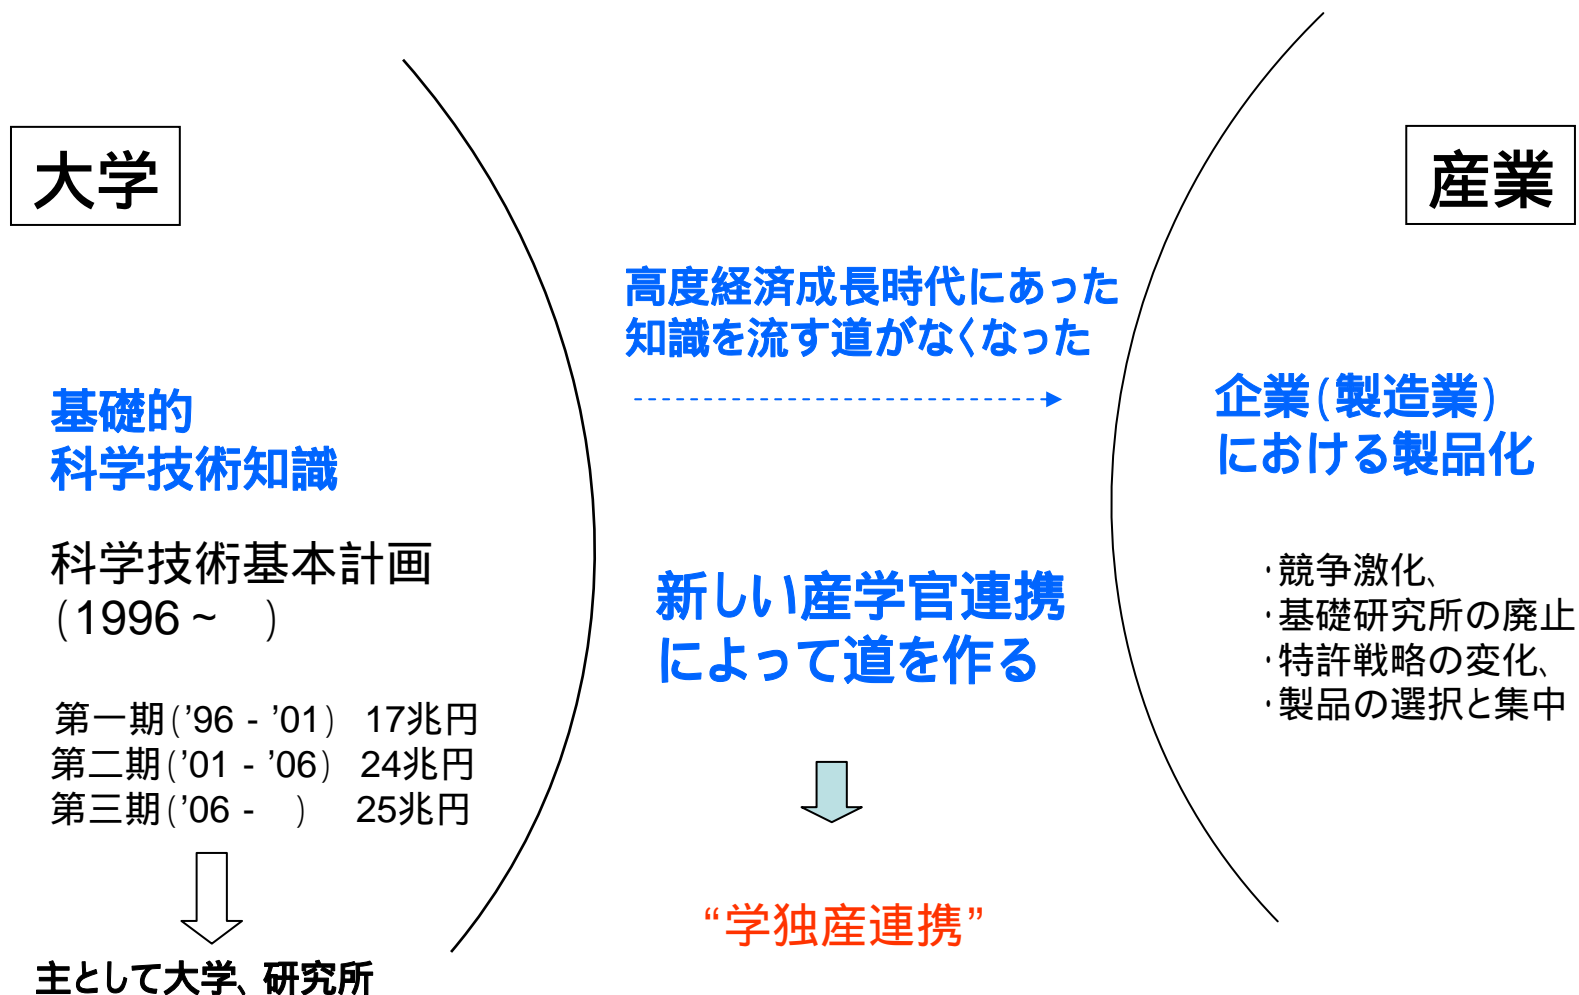 大学
産業
高度経済成長時代にあった
知識を流す道がなくなった
基礎的
科学技術知識
科学技術基本計画
(1996～　)
第一期('96 - '01)　17兆円
第二期('01 - '06)　24兆円
第三期('06 -　)　25兆円
主として大学、研究所
新しい産学官連携
によって道を作る
“学独産連携”
企業(製造業)
における製品化
・競争激化、
・基礎研究所の廃止
・特許戦略の変化、
・製品の選択と集中